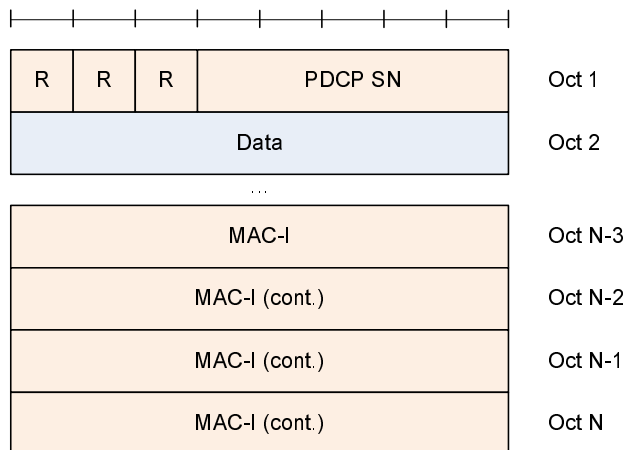 R R R PDCP SN Oct 1
Data Oct 2
...
MAC-I Oct N-3
MAC-I (cont.) Oct N-2
MAC-I (cont.) Oct N-1
MAC-I (cont.) Oct N